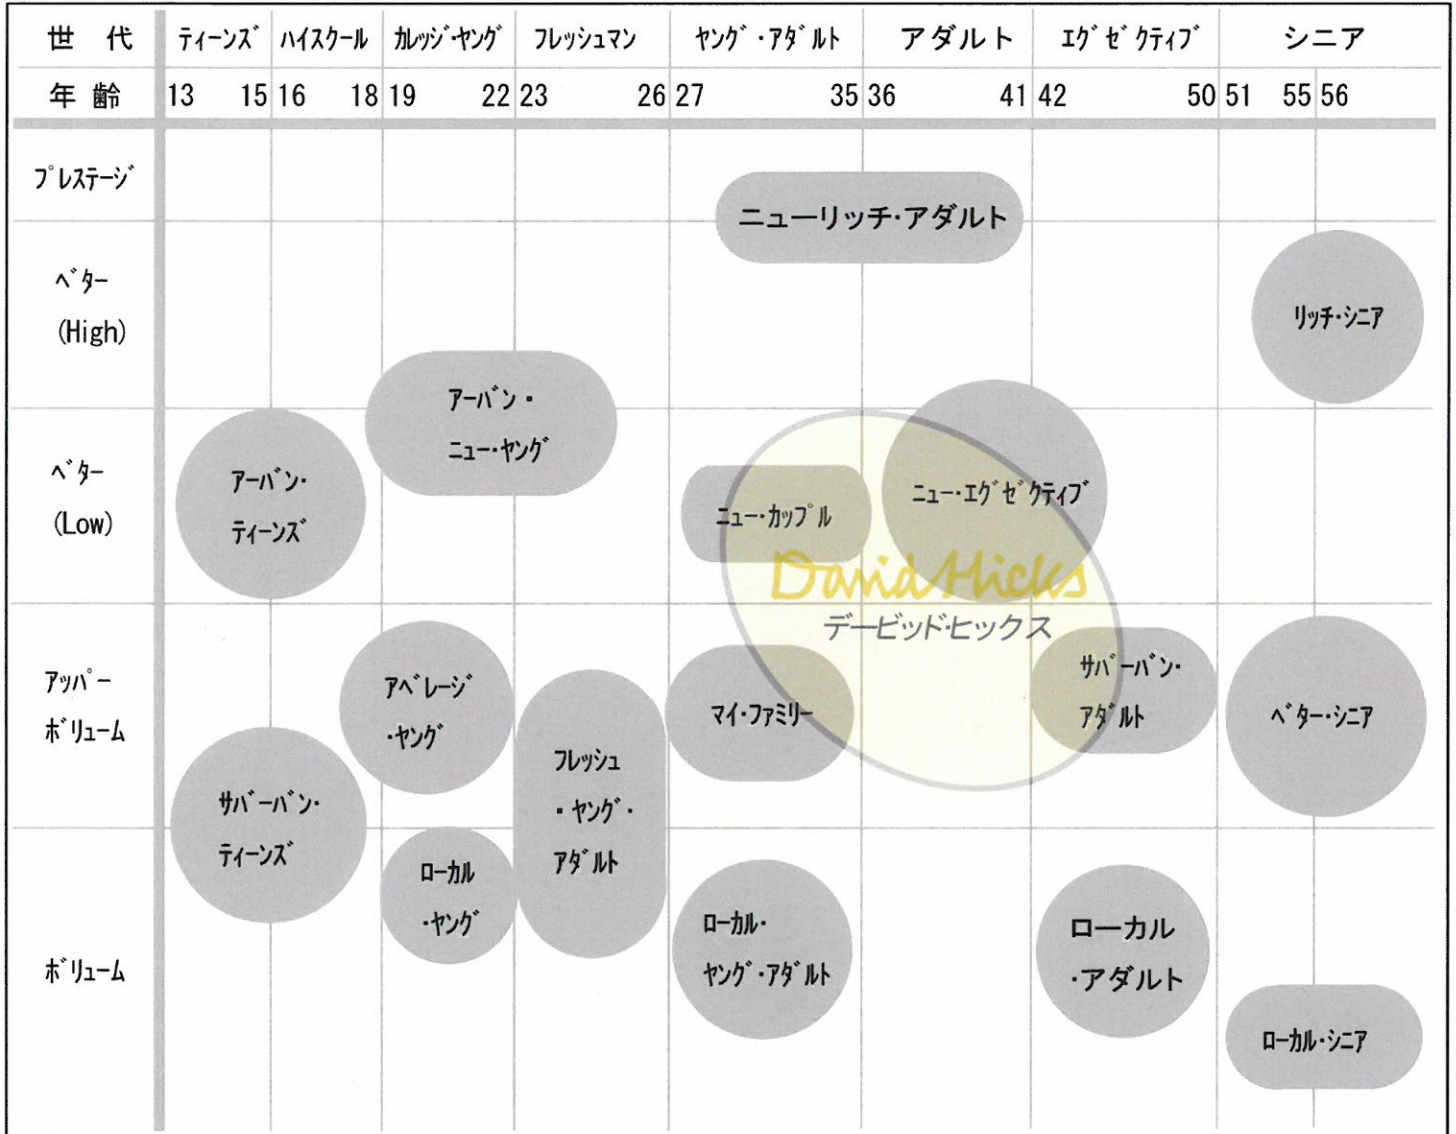 世 代 ティーンズ ハイスクール カレッジ・ヤング フレッシュマン ヤング・アダルト アダルト エグゼクティブ シニア
年 齢 13 15 16 18 19 22 23 26 27 35 36 41 42 50 51 55 56
プレステージ
ニューリッチ・アダルト
ベター
(High)
リッチ・シニア
アーバン・
ニュー・ヤング
ベター
(Low)
アーバン・
ティーンズ
ニュー・カップル
ニュー・エグゼクティブ
David Hicks
デービッド・ヒックス
アッパー
ボリューム
アベレージ
・ヤング
マイ・ファミリー
サバーバン・
アダルト
ベター・シニア
サバーバン・
ティーンズ
フレッシュ
・ヤング・
アダルト
ボリューム
ローカル
・ヤング
ローカル・
ヤング・アダルト
ローカル
・アダルト
ローカル・シニア